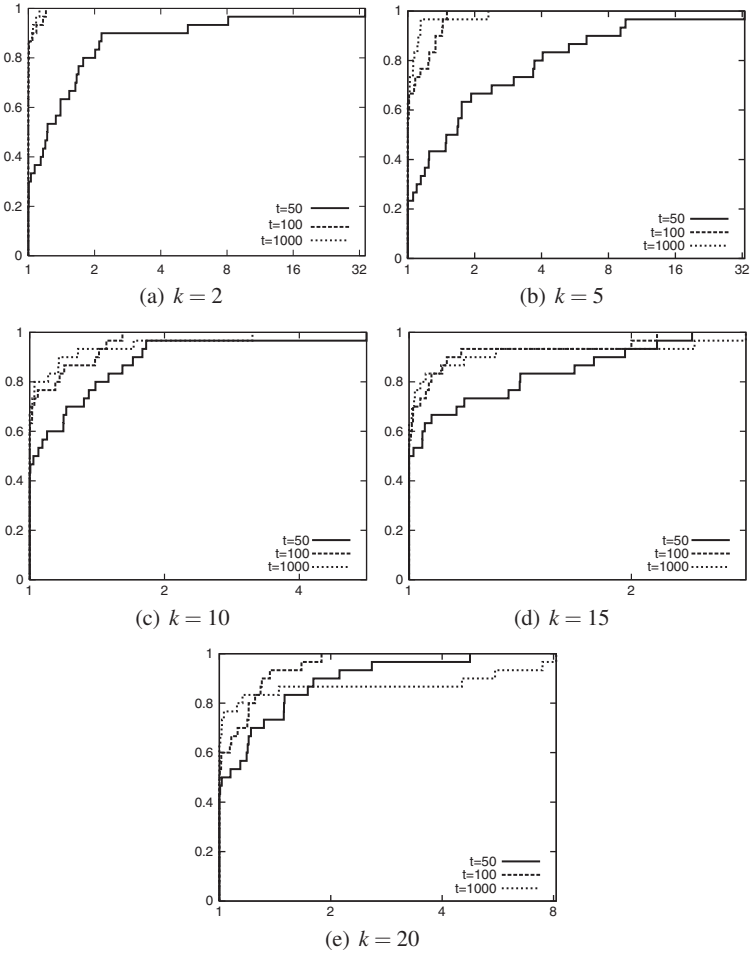 1
0.8
0.6
0.4
0.2
0
1 2 4 8 16 32
t=50
t=100
t=1000
(a) k = 2
1
0.8
0.6
0.4
0.2
0
1 2 4 8 16 32
t=50
t=100
t=1000
(b) k = 5
1
0.8
0.6
0.4
0.2
0
1 2 4
t=50
t=100
t=1000
(c) k = 10
1
0.8
0.6
0.4
0.2
0
1 2
t=50
t=100
t=1000
(d) k = 15
1
0.8
0.6
0.4
0.2
0
1 2 4 8
t=50
t=100
t=1000
(e) k = 20